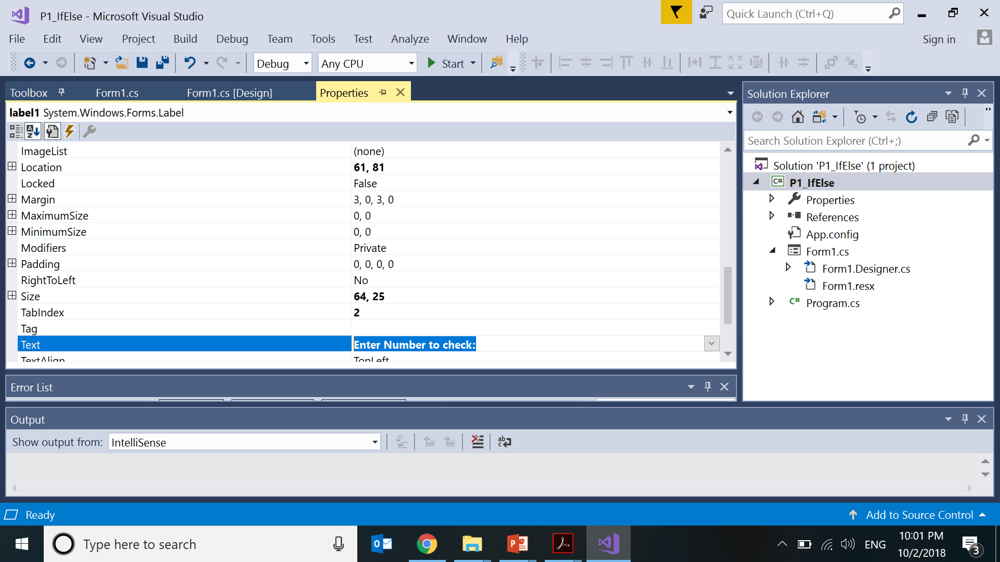 P1_IfElse - Microsoft Visual Studio
Quick Launch (Ctrl+Q)
File Edit View Project Build Debug Team Tools Test Analyze Window Help
Sign in
Debug Any CPU Start
Toolbox Form1.cs Form1.cs [Design] Properties
label1 System.Windows.Forms.Label
ImageList (none)
Location 61, 81
Locked False
Margin 3, 0, 3, 0
MaximumSize 0, 0
MinimumSize 0, 0
Modifiers Private
Padding 0, 0, 0, 0
RightToLeft No
Size 64, 25
TabIndex 2
Tag
Text Enter Number to check:
TextAlign TopLeft
Solution Explorer
Search Solution Explorer (Ctrl+;)
Solution 'P1_IfElse' (1 project)
C# P1_IfElse
Properties
References
App.config
Form1.cs
Form1.Designer.cs
Form1.resx
C# Program.cs
Error List
Output
Show output from: IntelliSense
Ready
Add to Source Control
Type here to search
ENG
10:01 PM
10/2/2018
3